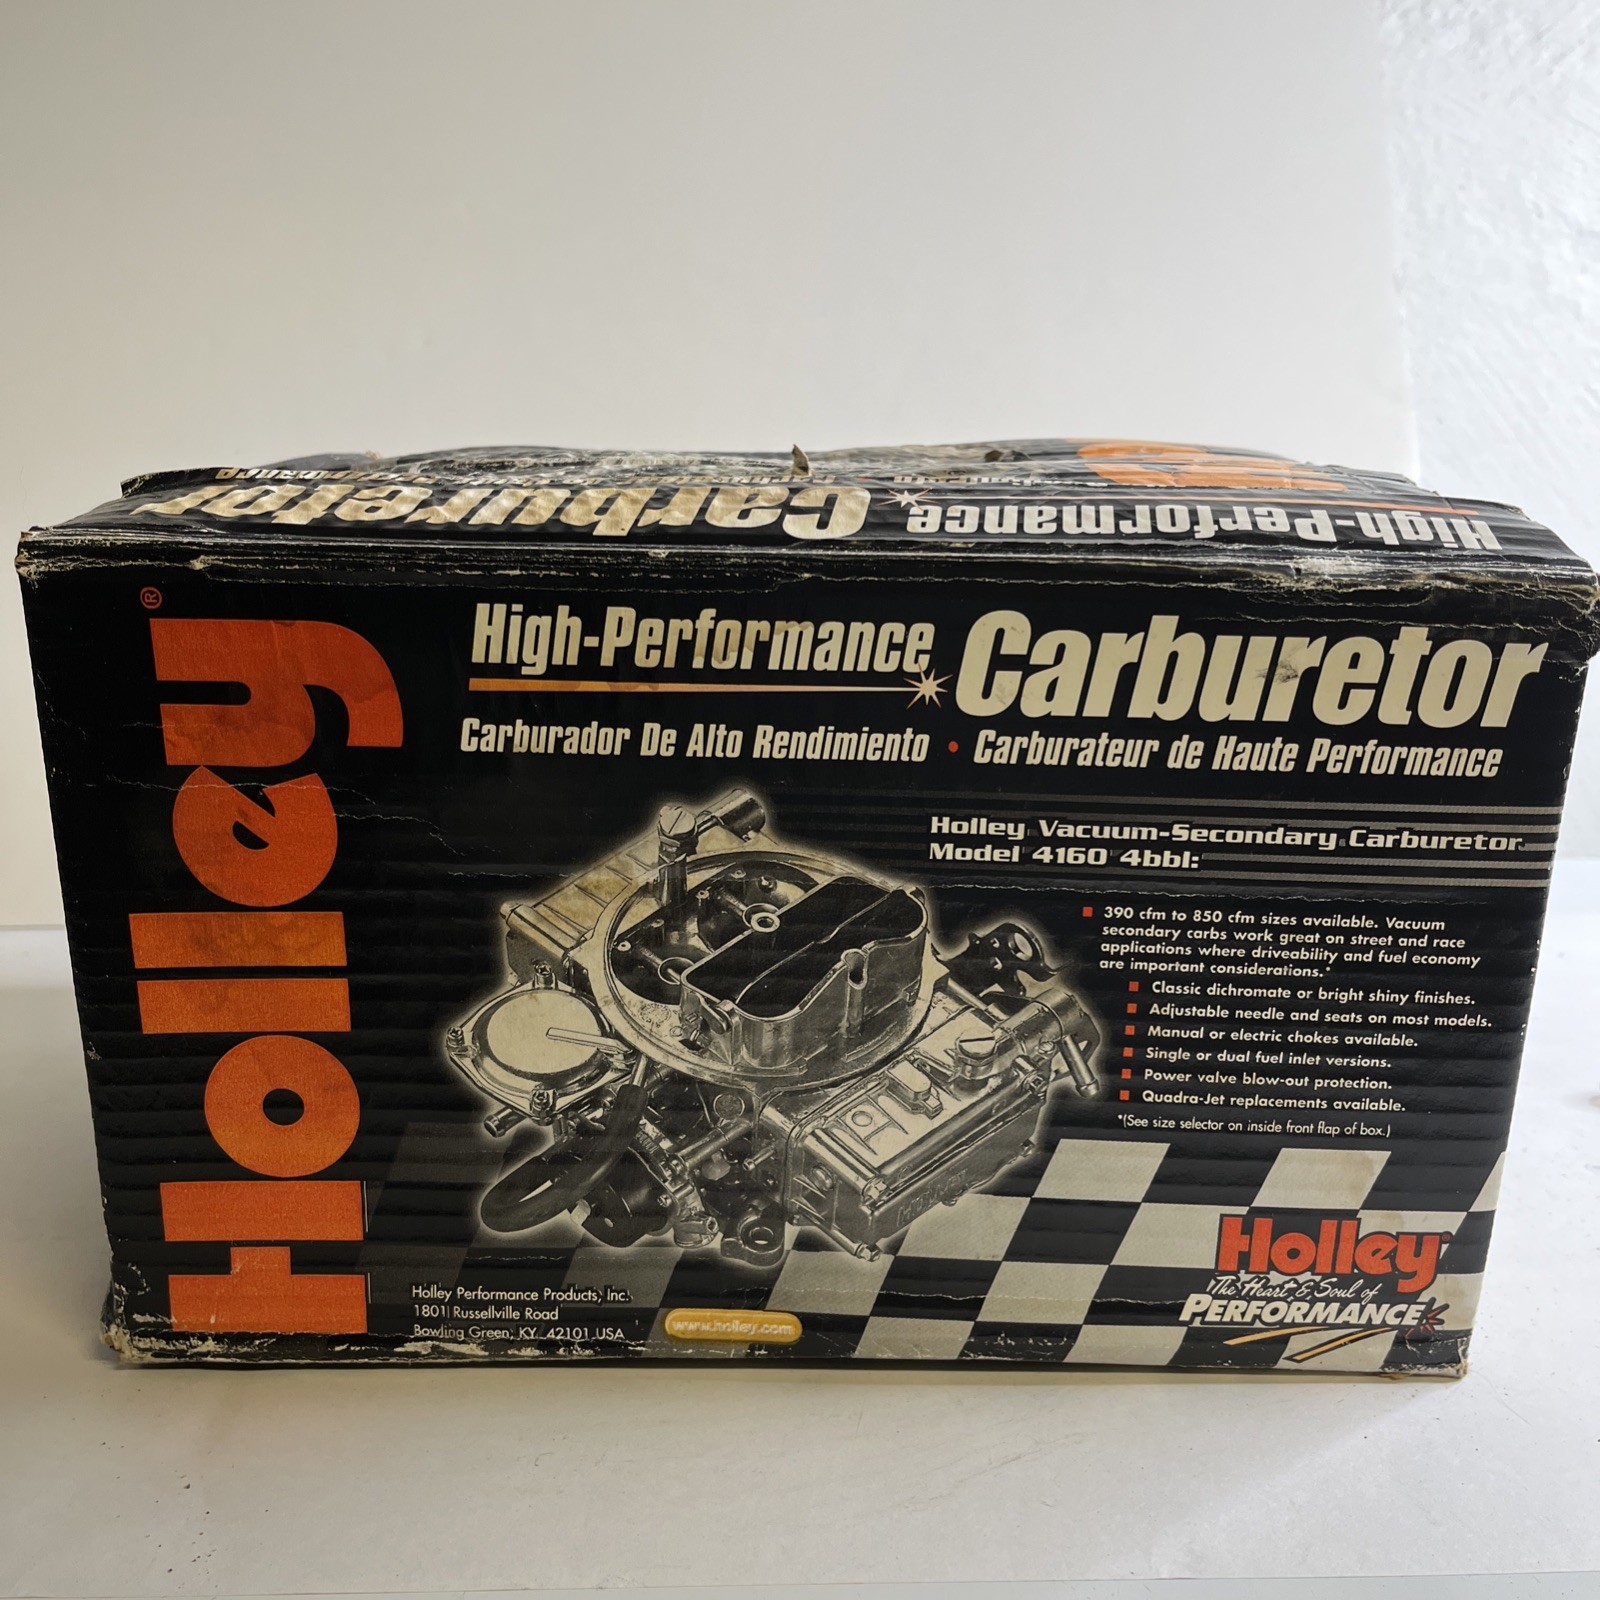 High-Performance Carburetor
High-Performance Carburetor
Holley®
High-Performance Carburetor
Carburador De Alto Rendimiento • Carburateur de Haute Performance
Holley Vacuum-Secondary Carburetor
Model 4160 4bbl:
390 cfm to 850 cfm sizes available. Vacuum
secondary carbs work great on street and race
applications where driveability and fuel economy
are important considerations.*
Classic dichromate or bright shiny finishes.
Adjustable needle and seats on most models.
Manual or electric chokes available.
Single or dual fuel inlet versions.
Power valve blow-out protection.
Quadra-Jet replacements available.
*(See size selector on inside front flap of box.)
Holley®
The Heart & Soul of
PERFORMANCE
Holley Performance Products, Inc.
1801 Russellville Road
Bowling Green, KY 42101 USA
www.holley.com